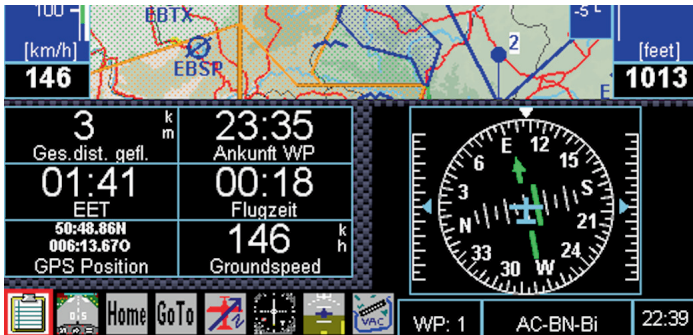 100
EBTX
-5
[km/h]
EBSP
2
[feet]
146
E
1013
3 km
23:35
Ges.dist. gefl.
Ankunft WP
01:41
00:18
EET
Flugzeit
50:48.86N
006:13.67O
146 kh
GPS Position
Groundspeed
E
12
15
S
21
24
W
30
33
N
3
6
Home
GoTo
VAC
WP: 1
AC-BN-Bi
22:39